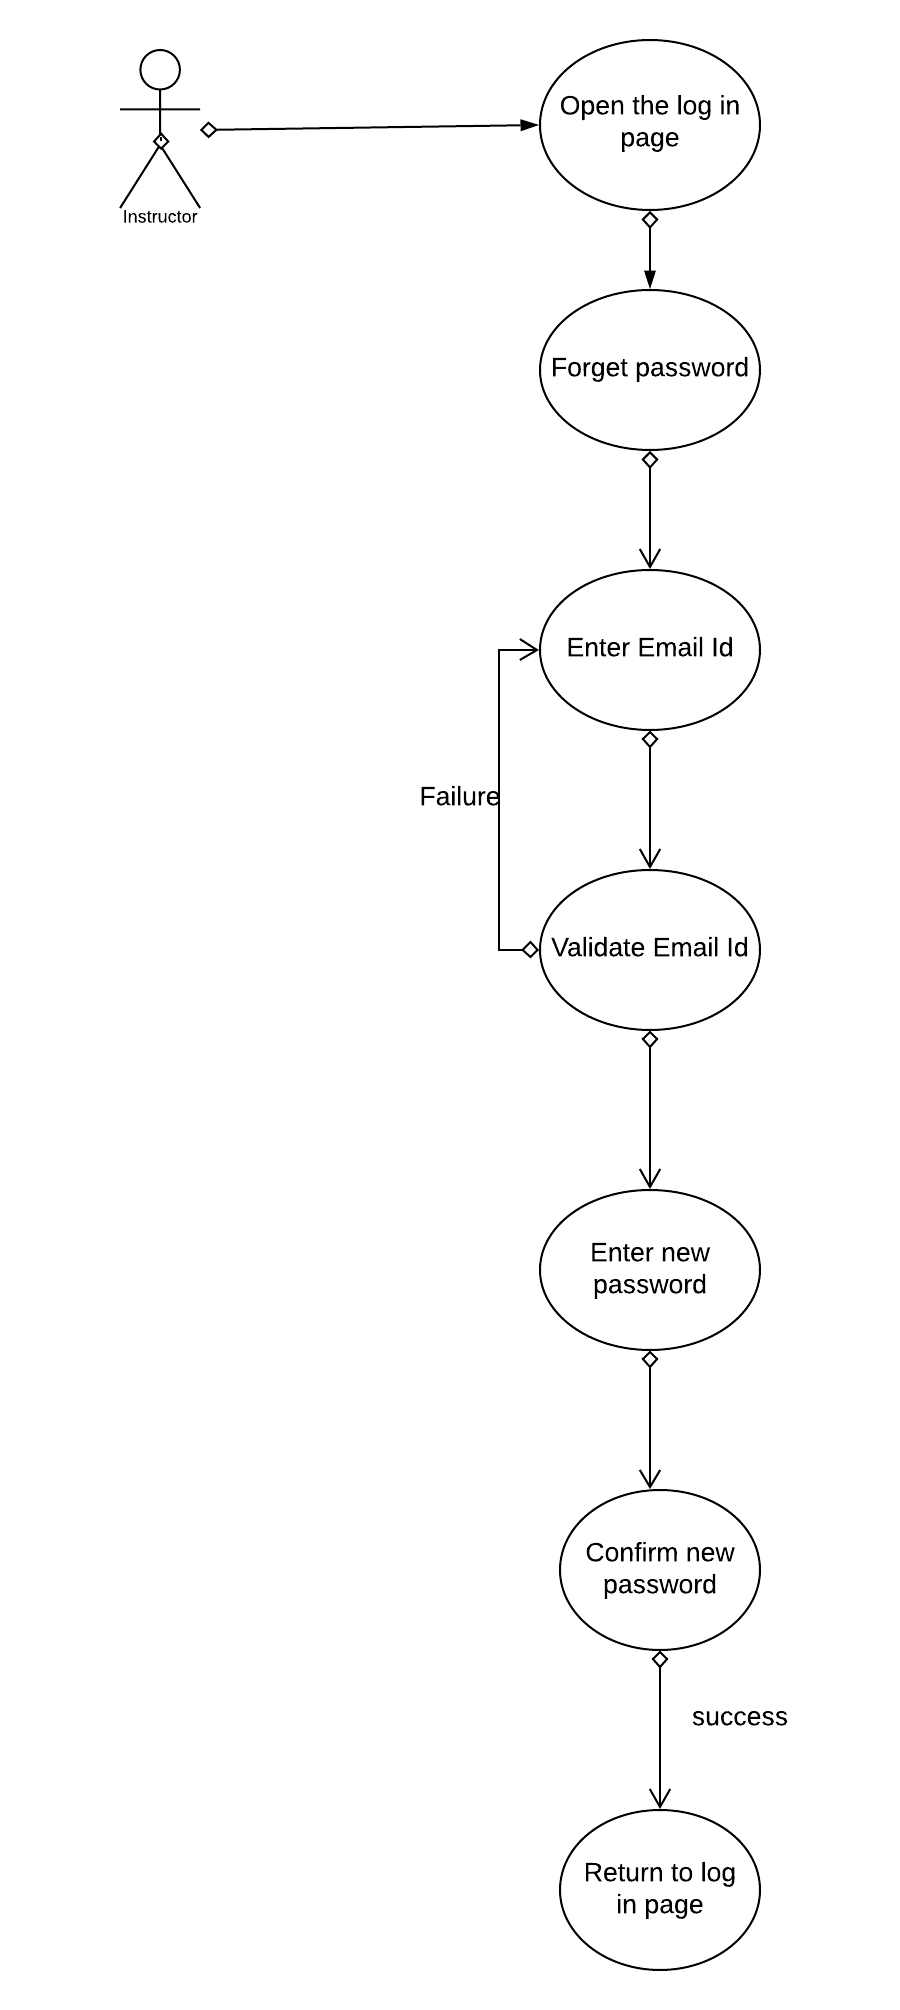 Open the log in
page
Instructor
Forget password
Enter Email Id
Failure
Validate Email Id
Enter new
password
Confirm new
password
success
Return to log
in page